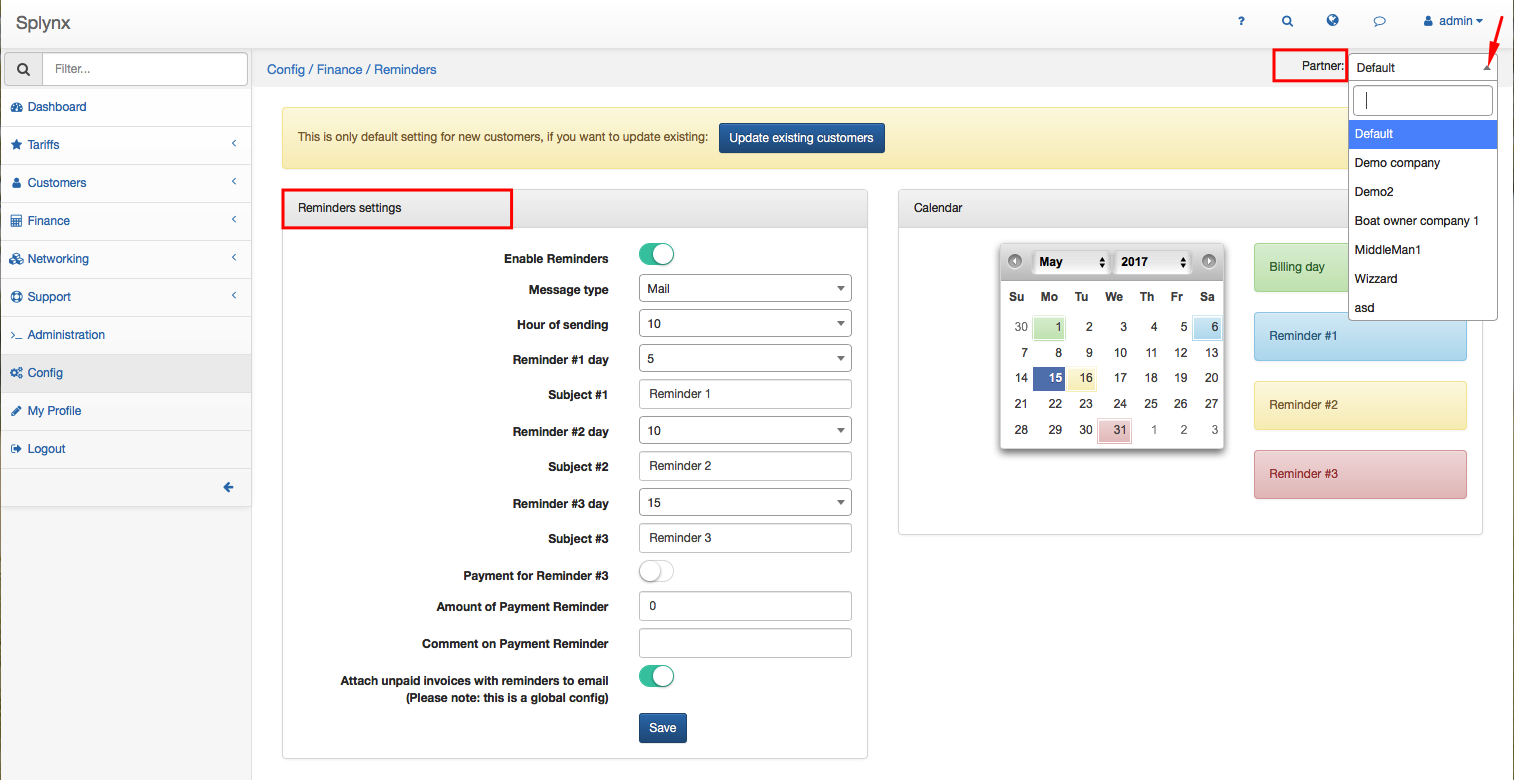 Splynx
?
admin
Filter...
Config / Finance / Reminders
Partner:
Default
Default
Demo company
Demo2
Boat owner company 1
MiddleMan1
Wizzard
asd
Dashboard
Tariffs
Customers
Finance
Networking
Support
Administration
Config
My Profile
Logout
This is only default setting for new customers, if you want to update existing:
Update existing customers
Reminders settings
Enable Reminders
Message type
Mail
Hour of sending
10
Reminder #1 day
5
Subject #1
Reminder 1
Reminder #2 day
10
Subject #2
Reminder 2
Reminder #3 day
15
Subject #3
Reminder 3
Payment for Reminder #3
Amount of Payment Reminder
0
Comment on Payment Reminder
Attach unpaid invoices with reminders to email
(Please note: this is a global config)
Save
Calendar
May 2017
Su Mo Tu We Th Fr Sa
30 1 2 3 4 5 6
7 8 9 10 11 12 13
14 15 16 17 18 19 20
21 22 23 24 25 26 27
28 29 30 31 1 2 3
Billing day
Reminder #1
Reminder #2
Reminder #3